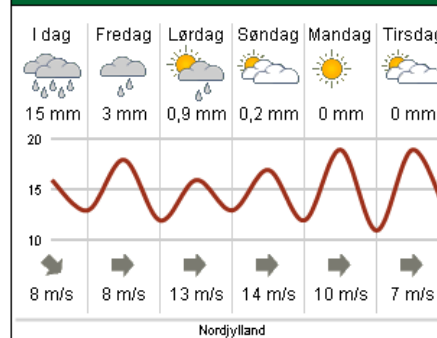 I dag Fredag Lørdag Søndag Mandag Tirsdag
15 mm 3 mm 0,9 mm 0,2 mm 0 mm 0 mm
20
15
10
8 m/s 8 m/s 13 m/s 14 m/s 10 m/s 7 m/s
Nordjylland